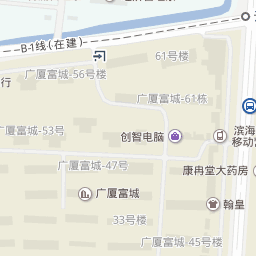 B-1线(在建)
61号楼
行
广厦富城-56号楼
广厦富城-61栋
广厦富城-53号
创智电脑
滨海
移动营
广厦富城-47号
康冉堂大药房
广厦富城
翰皇
33号楼
广厦富城-45号楼